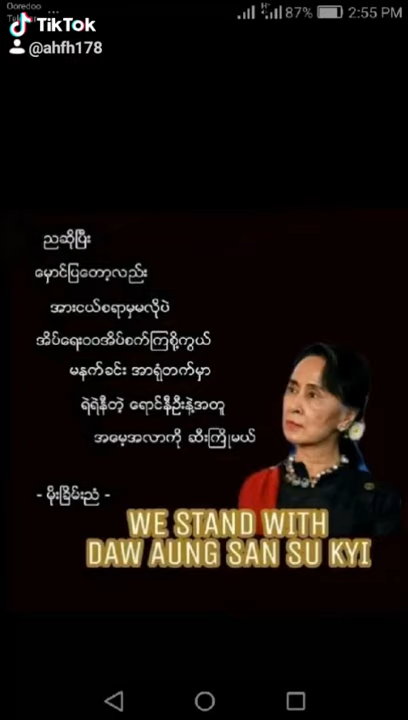 Ooredoo
87% 2:55 PM
TikTok
@ahfh178
ညဆိုပြီး
မှောင်ပြတော့လည်း
အားငယ်စရာမှမလိုပဲ
အိပ်ရေးဝဝအိပ်စက်ကြစို့ကွယ်
မနက်ခင်း အာရုံတက်မှာ
ရဲရဲနီတဲ့ ရောင်နီဦးနဲ့အတူ
အမေ့အလာကို ဆီးကြိုမယ်
- မိုးခြိမ်းညံ -
WE STAND WITH
DAW AUNG SAN SU KYI